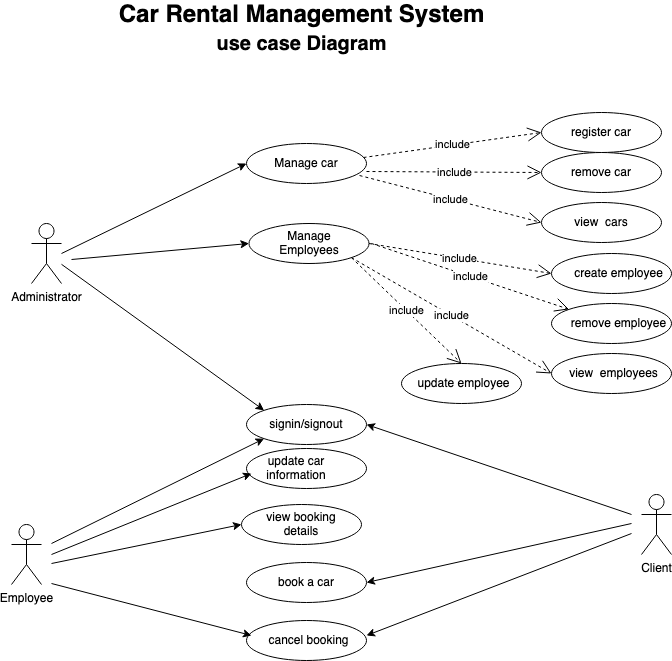 Car Rental Management System
use case Diagram
include
register car
Manage car
include
remove car
include
view cars
Manage
Employees
include
create employee
include
Administrator
include
include
remove employee
update employee
view employees
signin/signout
update car
information
view booking
details
Client
book a car
Employee
cancel booking